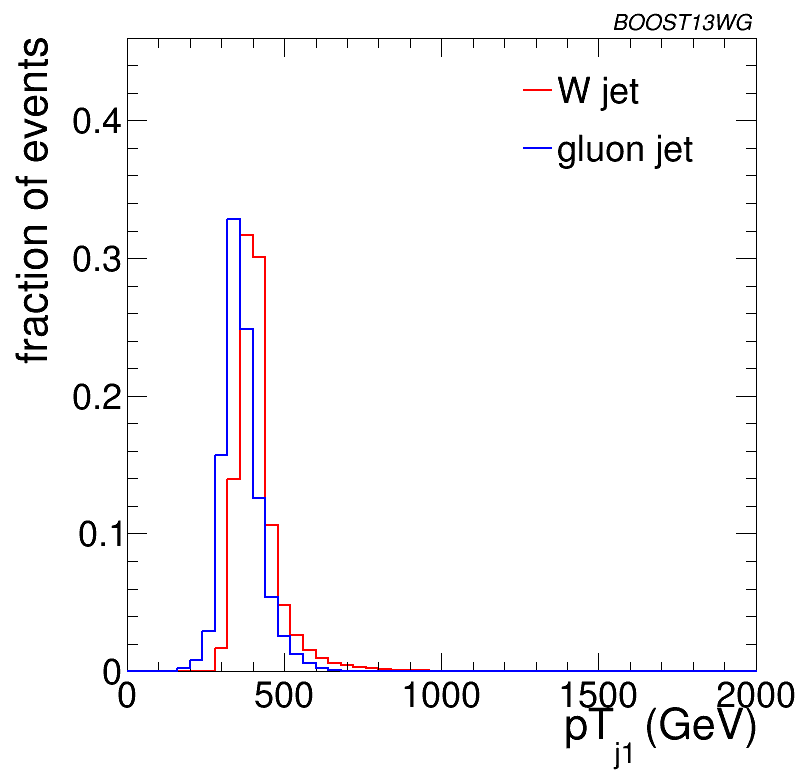 BOOST13WG
fraction of events
W jet
gluon jet
0.4
0.3
0.2
0.1
0
0 500 1000 1500 2000
pT_j1 (GeV)